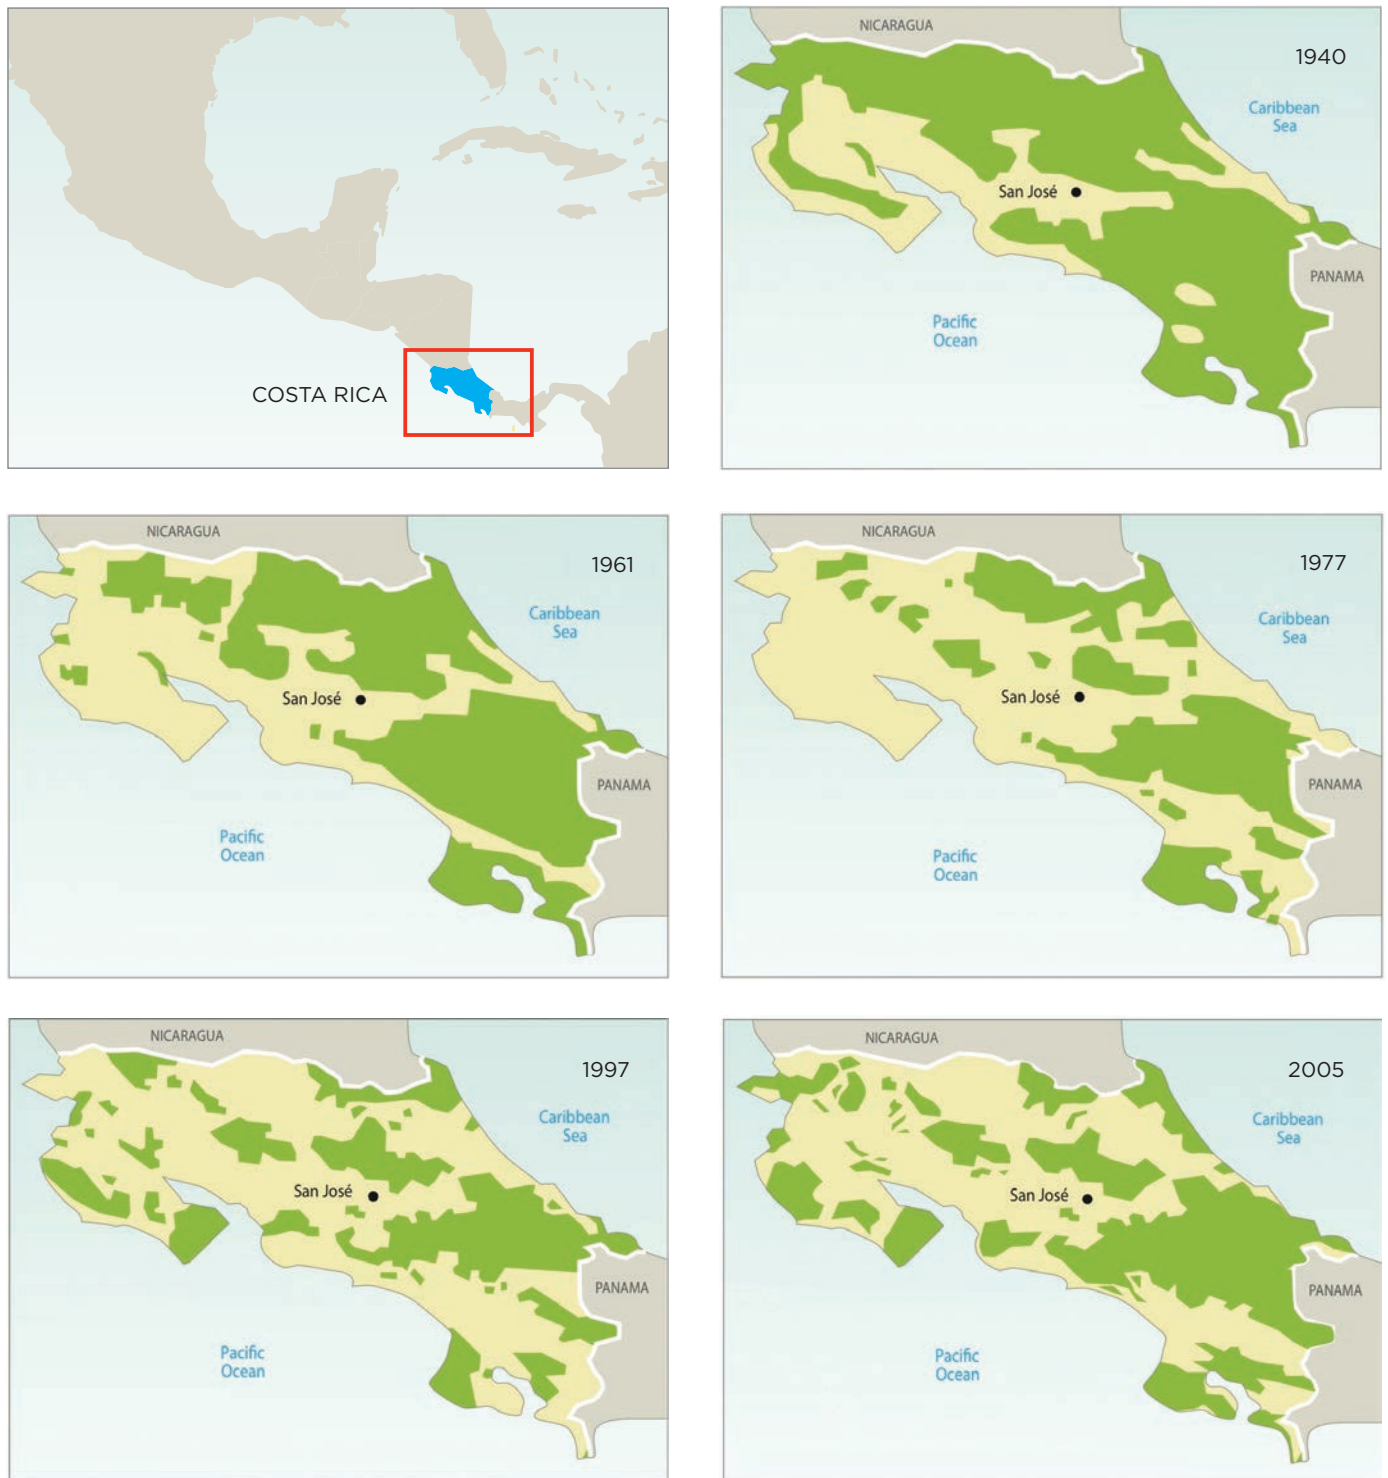 COSTA RICA
NICARAGUA
1940
Caribbean
Sea
San José
PANAMA
Pacific
Ocean
NICARAGUA
1961
Caribbean
Sea
San José
PANAMA
Pacific
Ocean
NICARAGUA
1977
Caribbean
Sea
San José
PANAMA
Pacific
Ocean
NICARAGUA
1997
Caribbean
Sea
San José
PANAMA
Pacific
Ocean
NICARAGUA
2005
Caribbean
Sea
San José
PANAMA
Pacific
Ocean